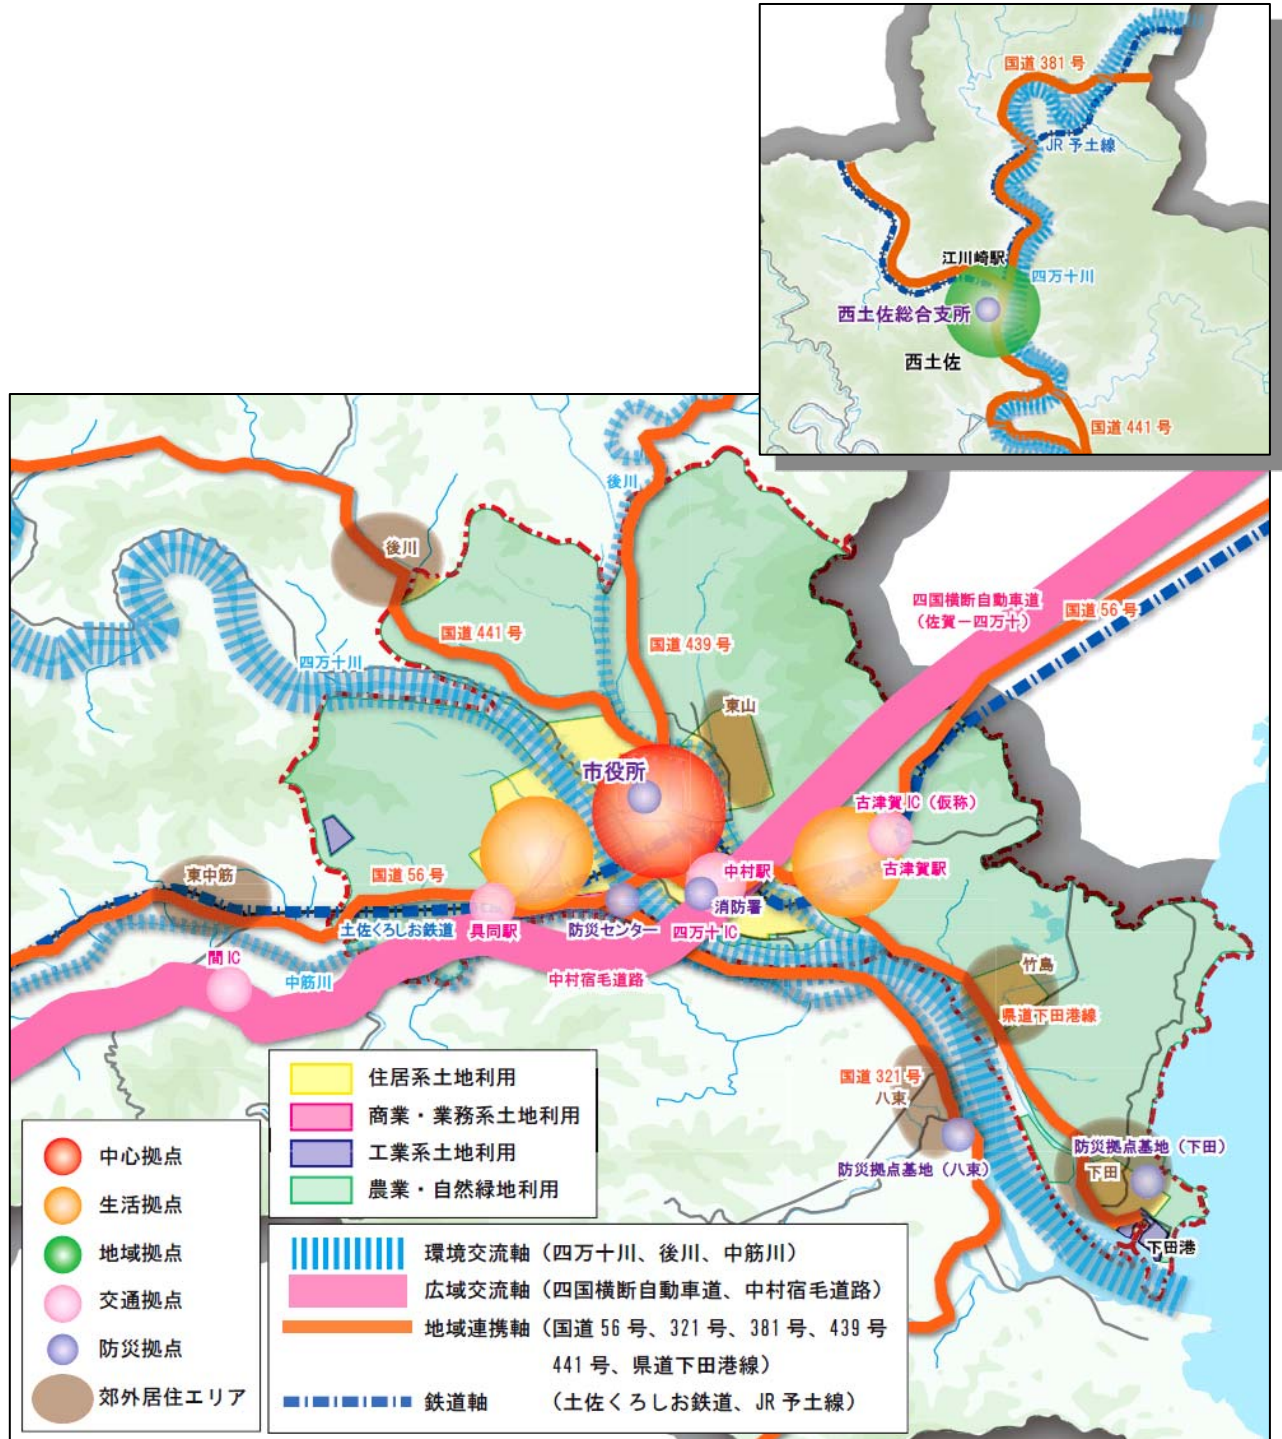 国道 381 号
JR 予土線
江川崎駅
四万十川
西土佐総合支所
西土佐
国道 441 号
後川
後川
四国横断自動車道
(佐賀ー四万十)
国道 56 号
国道 441 号
国道 439 号
四万十川
東山
市役所
古津賀 IC(仮称)
中村駅
古津賀駅
東中筋
国道 56 号
消防署
土佐くろしお鉄道
具同駅
防災センター
四万十 IC
間 IC
中筋川
中村宿毛道路
竹島
県道下田港線
国道 321 号
八束
防災拠点基地(下田)
下田
防災拠点基地(八束)
下田港
住居系土地利用
商業・業務系土地利用
工業系土地利用
農業・自然緑地利用
中心拠点
生活拠点
地域拠点
交通拠点
防災拠点
郊外居住エリア
環境交流軸(四万十川、後川、中筋川)
広域交流軸(四国横断自動車道、中村宿毛道路)
地域連携軸(国道 56 号、321 号、381 号、439 号
441 号、県道下田港線)
鉄道軸 (土佐くろしお鉄道、JR 予土線)